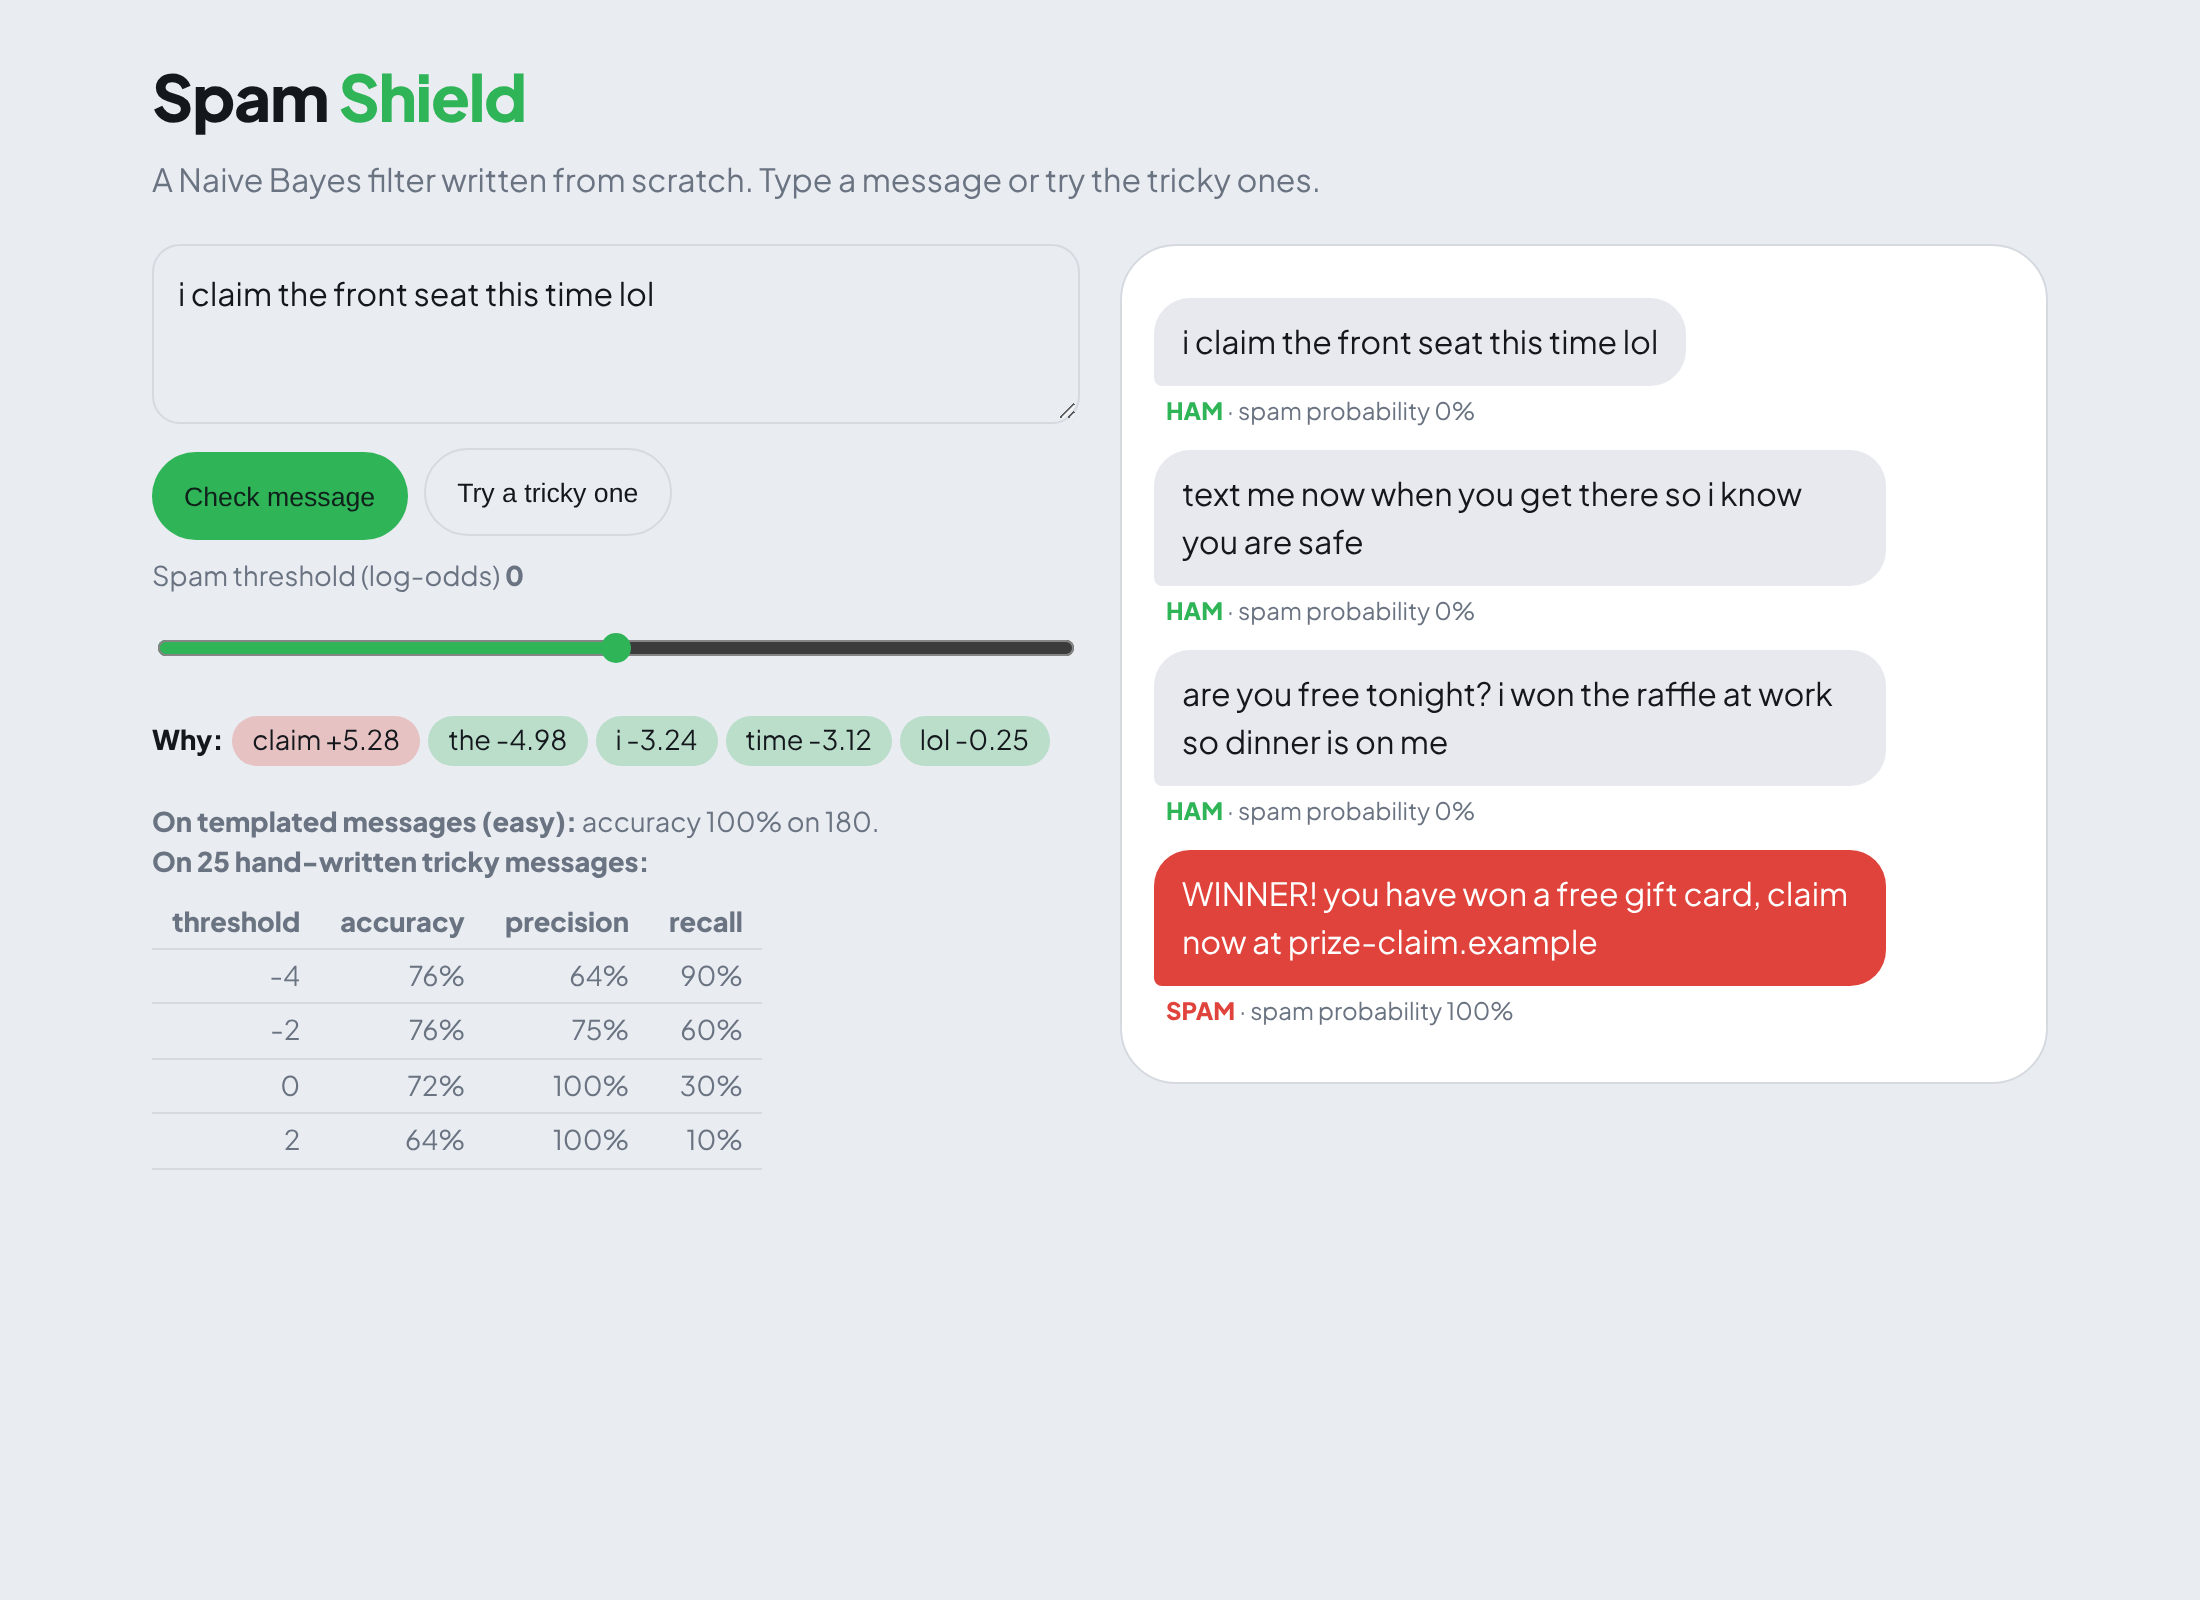 Spam Shield
A Naive Bayes filter written from scratch. Type a message or try the tricky ones.
i claim the front seat this time lol
Check message
Try a tricky one
Spam threshold (log-odds) 0
Why: claim +5.28 the -4.98 i -3.24 time -3.12 lol -0.25
On templated messages (easy): accuracy 100% on 180.
On 25 hand-written tricky messages:
threshold accuracy precision recall
-4 76% 64% 90%
-2 76% 75% 60%
0 72% 100% 30%
2 64% 100% 10%
i claim the front seat this time lol
HAM · spam probability 0%
text me now when you get there so i know
you are safe
HAM · spam probability 0%
are you free tonight? i won the raffle at work
so dinner is on me
HAM · spam probability 0%
WINNER! you have won a free gift card, claim
now at prize-claim.example
SPAM · spam probability 100%